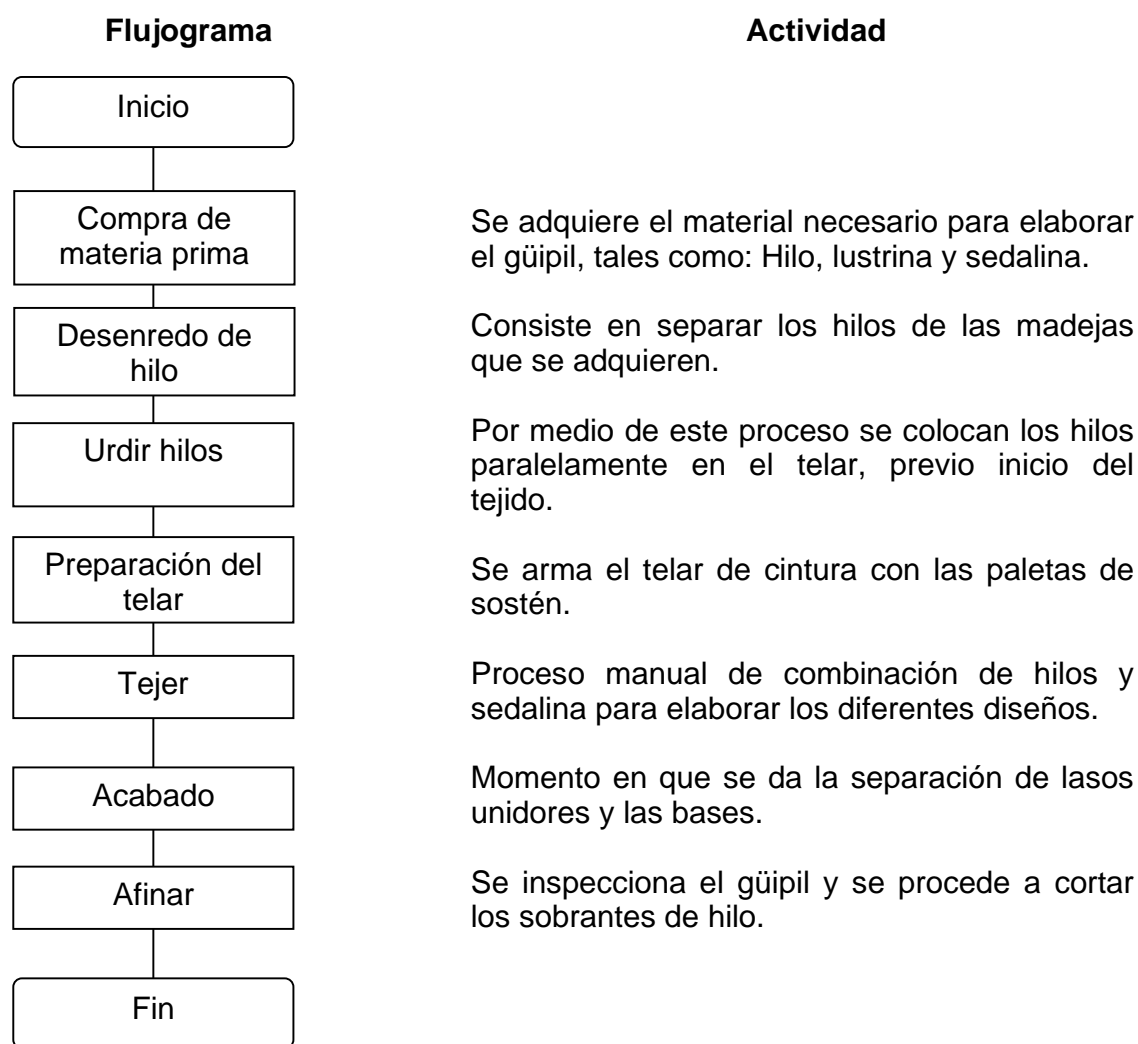 Flujograma
Actividad
Inicio
Compra de
materia prima
Se adquiere el material necesario para elaborar
el güipil, tales como: Hilo, lustrina y sedalina.
Desenredo de
hilo
Consiste en separar los hilos de las madejas
que se adquieren.
Urdir hilos
Por medio de este proceso se colocan los hilos
paralelamente en el telar, previo inicio del
tejido.
Preparación del
telar
Se arma el telar de cintura con las paletas de
sostén.
Tejer
Proceso manual de combinación de hilos y
sedalina para elaborar los diferentes diseños.
Acabado
Momento en que se da la separación de lasos
unidores y las bases.
Afinar
Se inspecciona el güipil y se procede a cortar
los sobrantes de hilo.
Fin